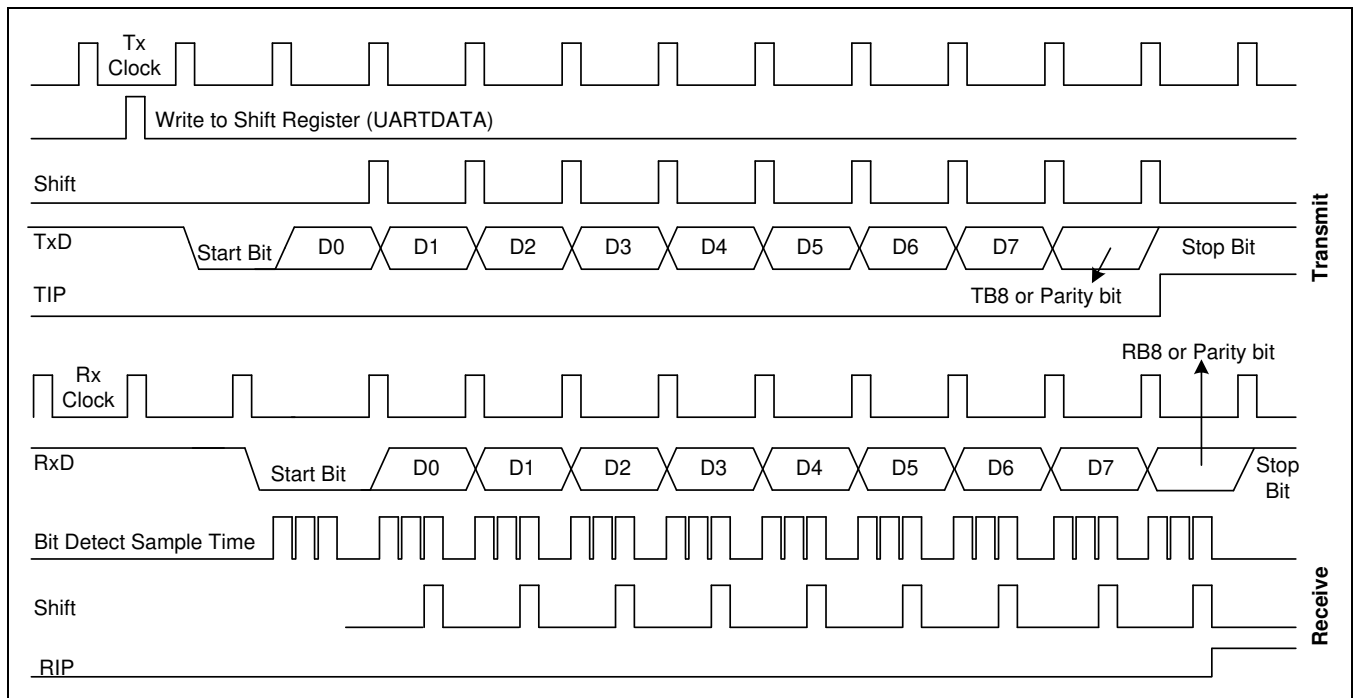 Tx
Clock
Write to Shift Register (UARTDATA)
Shift
TxD
Start Bit
D0
D1
D2
D3
D4
D5
D6
D7
Stop Bit
TB8 or Parity bit
TIP
Transmit
RB8 or Parity bit
Rx
Clock
RxD
Start Bit
D0
D1
D2
D3
D4
D5
D6
D7
Stop
Bit
Bit Detect Sample Time
Shift
RIP
Receive